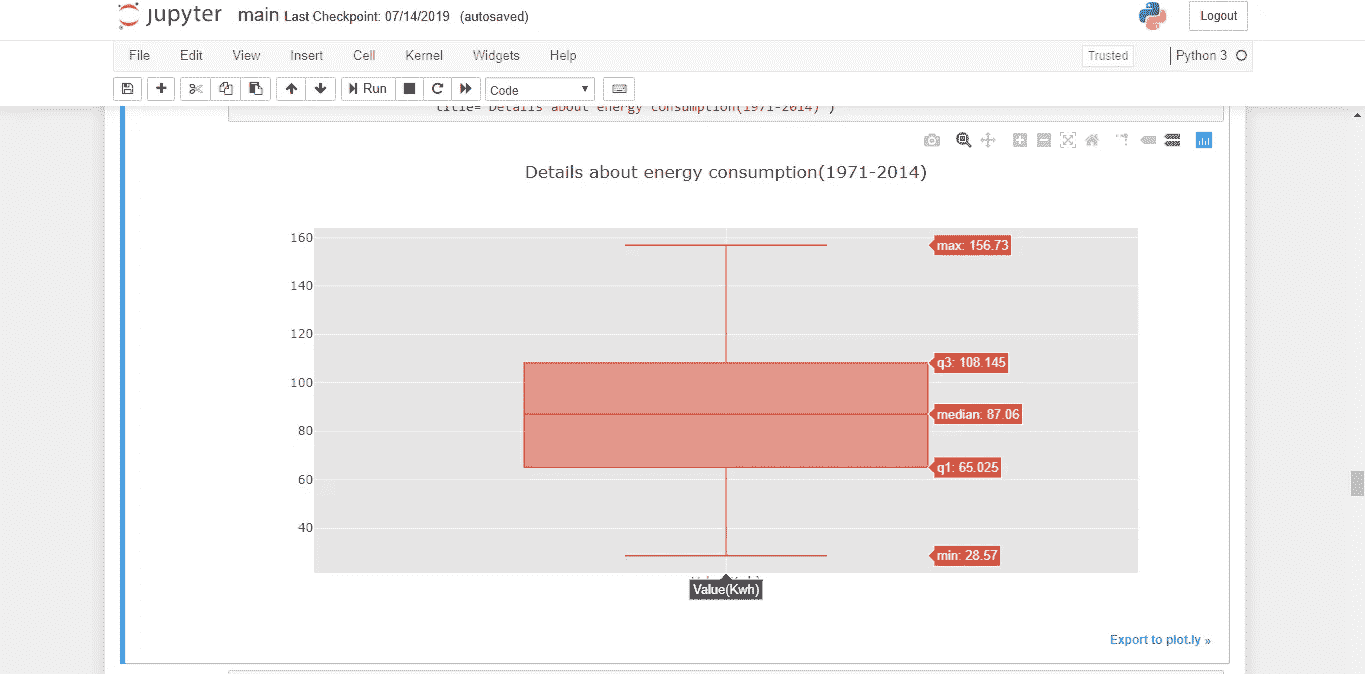 jupyter main Last Checkpoint: 07/14/2019 (autosaved) Logout
File Edit View Insert Cell Kernel Widgets Help Trusted Python 3
Run Code
title='Details about energy consumption(1971-2014)')
Details about energy consumption(1971-2014)
160
max: 156.73
140
120
q3: 108.145
100
median: 87.06
80
q1: 65.025
60
40
min: 28.57
Value(Kwh)
Export to plot.ly »